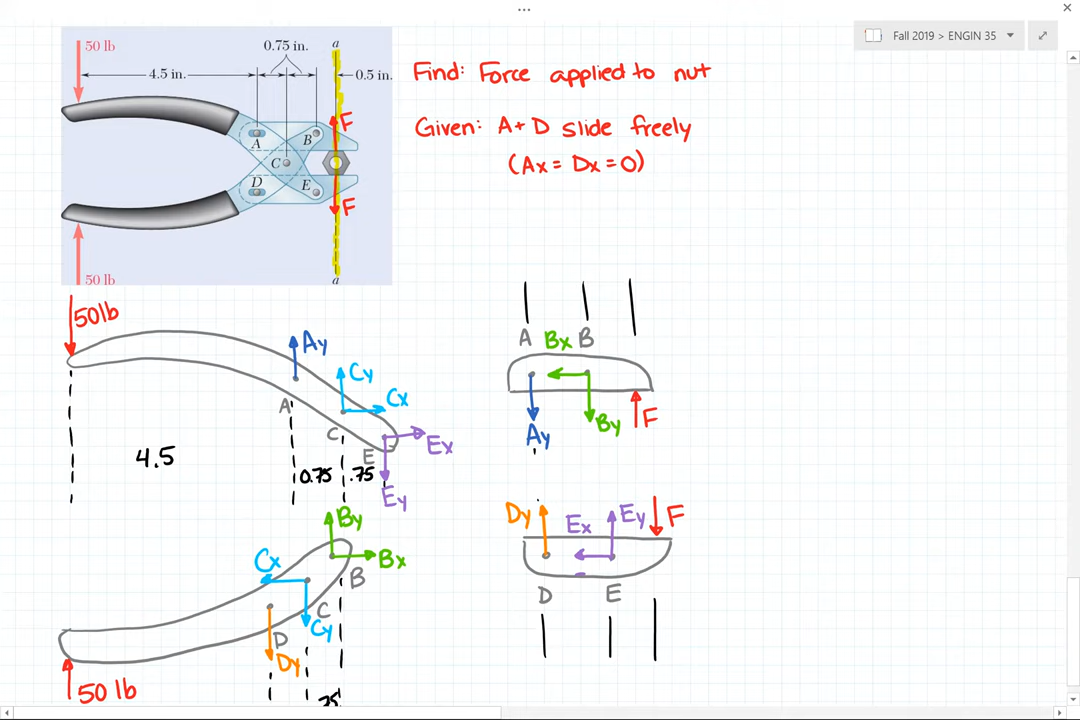 ...
Fall 2019 > ENGIN 35
50 lb
0.75 in.
a
4.5 in.
0.5 in.
F
A
B
C
D
E
F
50 lb
a
Find: Force applied to nut
Given: A+D slide freely
(Ax = Dx = 0)
50lb
Ay
Cy
Cx
A
C
E
Ex
Ey
4.5
0.75
.75
A Bx B
Ay
By
F
By
Cx
Bx
B
C
Cy
D
Dy
50 lb
Dy
Ex
Ey
F
D
E